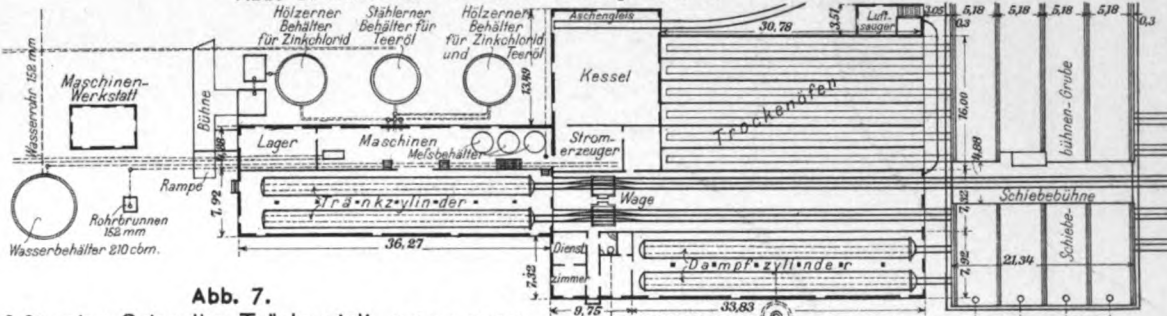 Hölzerner
Behälter
für Zinkchlorid
Stählerner
Behälter für
Teeröl
Hölzerner
Behälter
für Zinkchlorid
und Teeröl
Aschengleis
30,78
3,51
Luft-
sauger
3,05
0,3
5,18
5,18
5,18
5,18
0,3
Wasserrohr 158 mm
Maschinen-
Werkstatt
Bühne
13,49
Kessel
Trockenöfen
16,00
bühnen-Grube
4,88
Lager
Maschinen
Meßbehälter
Strom-
erzeuger
4,88
Rampe
7,92
Tränkzylinder
Wage
Schiebebühne
7,32
Rohrbrunnen
152 mm
Wasserbehälter 210 cbm.
36,27
7,32
Dienst
zimmer
Dampfzylinder
7,92
21,34
Schiebe-
9,75
33,83
Abb. 7.